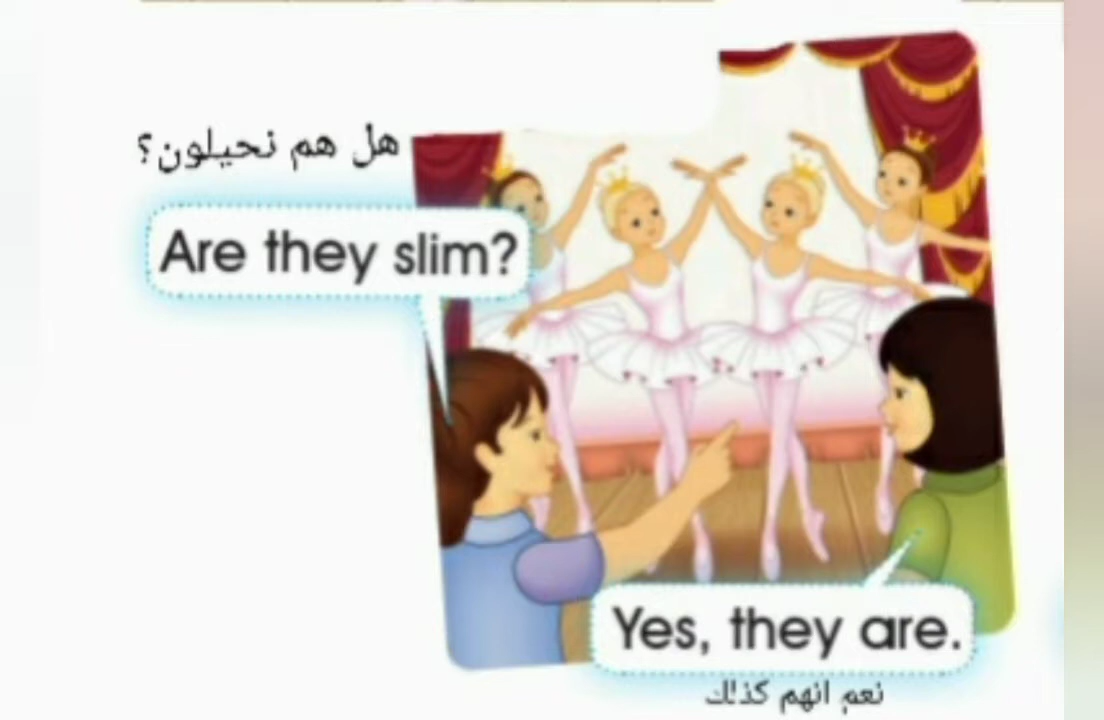 هل هم نحيلون؟
Are they slim?
Yes, they are.
نعم انهم كذلك